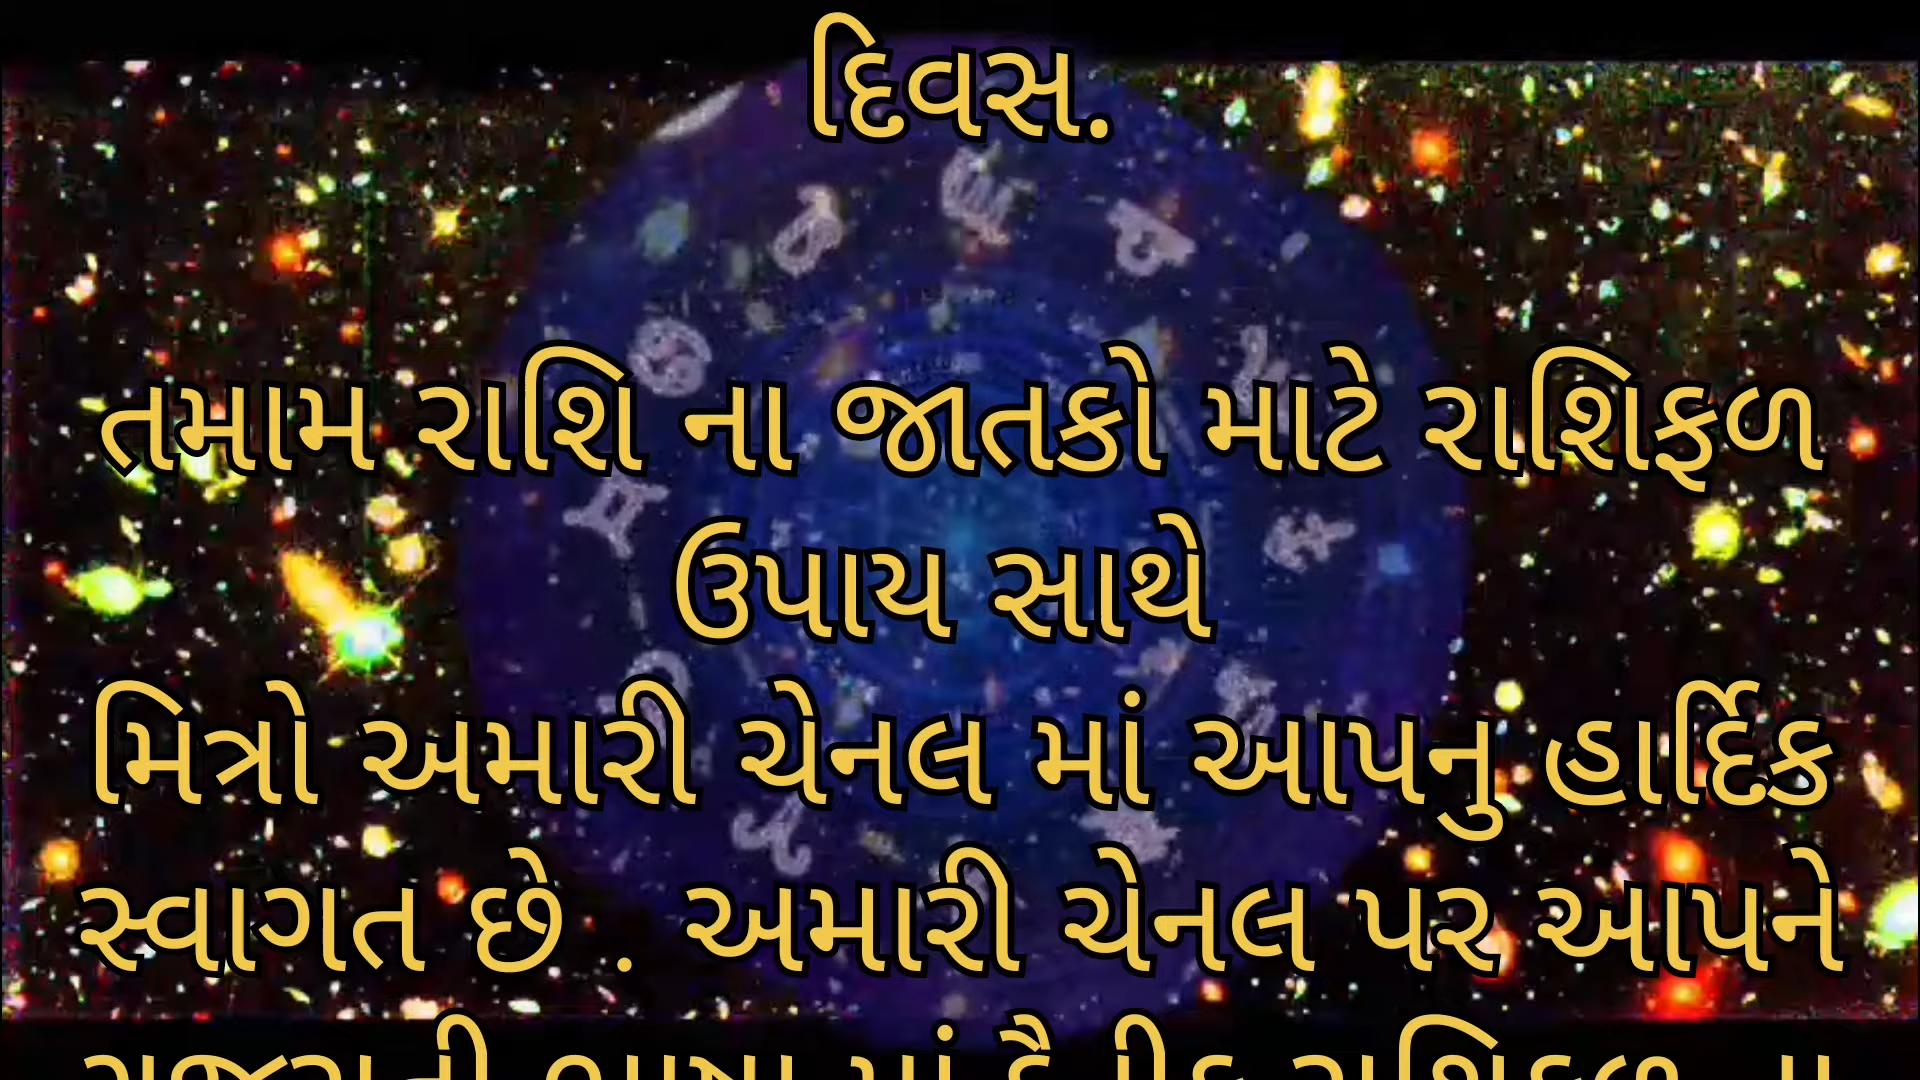 દિવસ.
તમામ રાશિ ના જાતકો માટે રાશિફળ
ઉપાય સાથે
મિત્રો અમારી ચેનલ માં આપનુ હાર્દિક
સ્વાગત છે . અમારી ચેનલ પર આપને